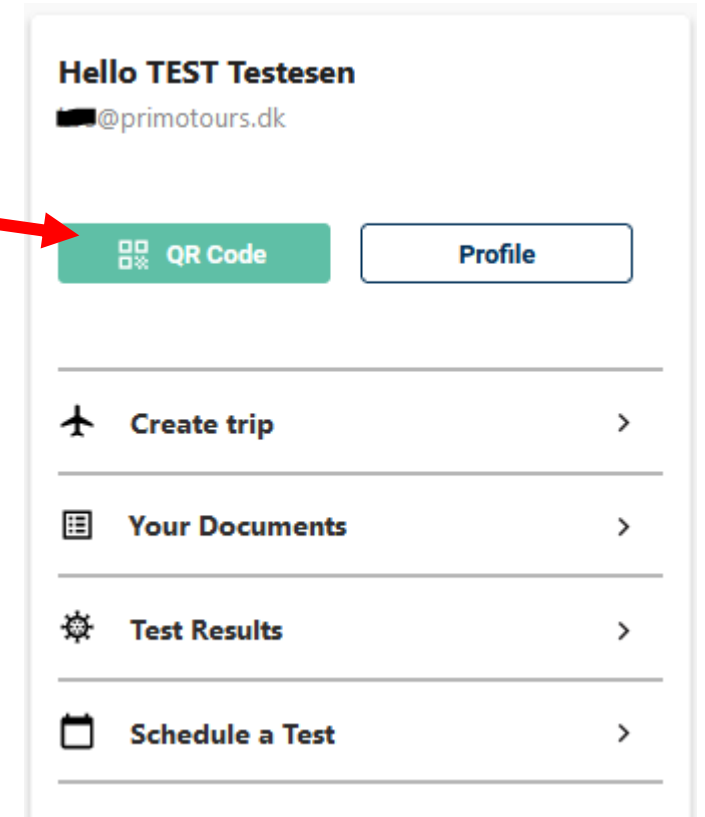 Hello TEST Testesen
@primotours.dk
QR Code
Profile
Create trip
Your Documents
Test Results
Schedule a Test